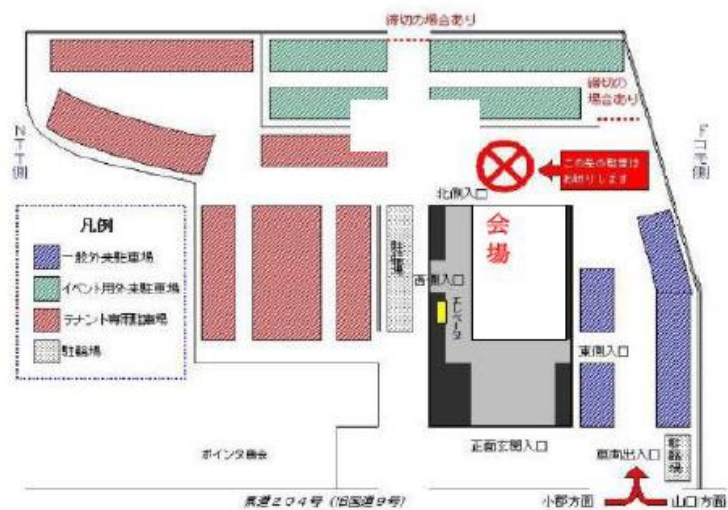 締切の場合あり
締切の
場合あり
NTT側
ドコモ側
この先の駐車は
お断りします
北側入口
会場
凡例
一般外来駐車場
イベント用外来駐車場
テナント専用駐車場
駐輪場
駐輪場
西側入口
エレベータ
東側入口
ポインタ商会
正面玄関入口
車両出入口
駐輪場
県道204号(旧国道9号)
小郡方面
山口方面